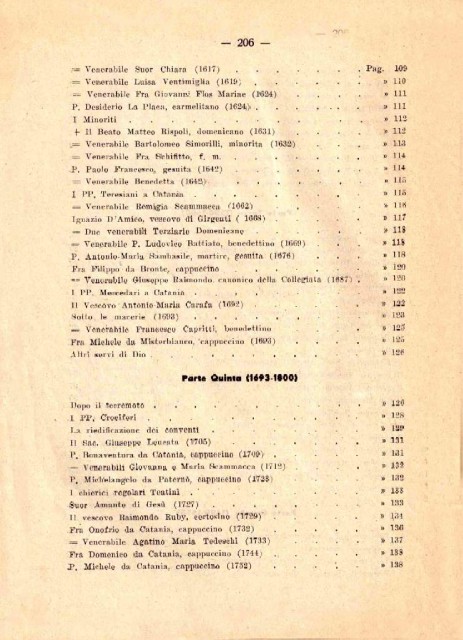 — 206 —
= Venerabile Suor Chiara (1617) . . . . . . Pag. 109
= Venerabile Luisa Ventimiglia (1619) . . . . . » 110
= Venerabile Fra Giovanni Flos Mariae (1624) . . . . » 111
P. Desiderio La Placa, carmelitano (1624) . . . . . » 111
I Minoriti . . . . . . . . . » 112
+ Il Beato Matteo Rispoli, domenicano (1631) . . . . » 112
= Venerabile Bartolomeo Simorilli, minorita (1632) . . . » 113
= Venerabile Fra Schifitto, f. m. . . . . . » 114
P. Paolo Francesco, gesuita (1642) . . . . . . » 114
= Venerabile Benedetta (1642) . . . . . . » 115
I PP. Teresiani a Catania . . . . . . . » 115
= Venerabile Remigia Scammacca (1662) . . . . » 116
Ignazio D'Amico, vescovo di Girgenti ( 1668) . . . . » 117
= Due venerabili Terziarie Domenicane . . . . . » 118
= Venerabile P. Ludovico Battiato, benedettino (1669) . . . » 118
P. Antonio-Maria Sambasile, martire, gesuita (1676) . . . » 118
Fra Filippo da Bronte, cappuccino . . . . . » 120
== Venerabile Giuseppe Raimondo, canonico della Collegiata (1687) . » 120
I PP. Mercedari a Catania . . . . . . . » 122
Il Vescovo Antonio-Maria Carafa (1692) . . . . . » 122
Sotto le macerie (1693) . . . . . . . » 123
= Venerabile Francesco Capritti, benedettino . . . . » 125
Fra Michele da Misterbianco, cappuccino (1693) . . . . » 125
Altri servi di Dio . . . . . . . . » 126
Parte Quinta (1693-1800)
Dopo il terremoto . . . . . . . . » 126
I PP. Crociferi . . . . . . . . » 128
La riedificazione dei conventi . . . . . . » 129
Il Sac. Giuseppe (1705) . . . . . . » 131
P. Bonaventura da Catania, cappuccino (1709) . . . . » 131
— Venerabili Giovanna e Maria Scammacca (1712) . . . » 132
P. Michelangelo da Paternò, cappuccino (1728) . . . . » 132
I chierici regolari Teatini . . . . . . . » 133
Suor Amante di Gesù (1727) . . . . . . » 133
Il vescovo Raimondo Ruby, certosino (1729) . . . . » 134
Fra Onofrio da Catania, cappuccino (1732) . . . . » 136
= Venerabile Agatino Maria Tedeschi (1733) . . . . » 137
Fra Domenico da Catania, cappuccino (1744) . . . . » 138
P. Michele da Catania, cappuccino (1752) . . . . » 138